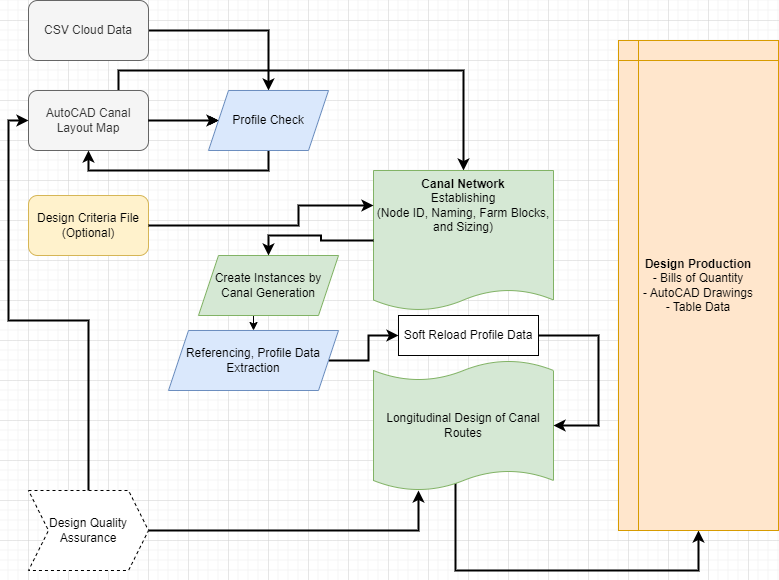 CSV Cloud Data
AutoCAD Canal
Layout Map
Profile Check
Design Criteria File
(Optional)
Canal Network
Establishing
(Node ID, Naming, Farm Blocks,
and Sizing)
Create Instances by
Canal Generation
Referencing, Profile Data
Extraction
Soft Reload Profile Data
Longitudinal Design of Canal
Routes
Design Quality
Assurance
Design Production
- Bills of Quantity
- AutoCAD Drawings
- Table Data